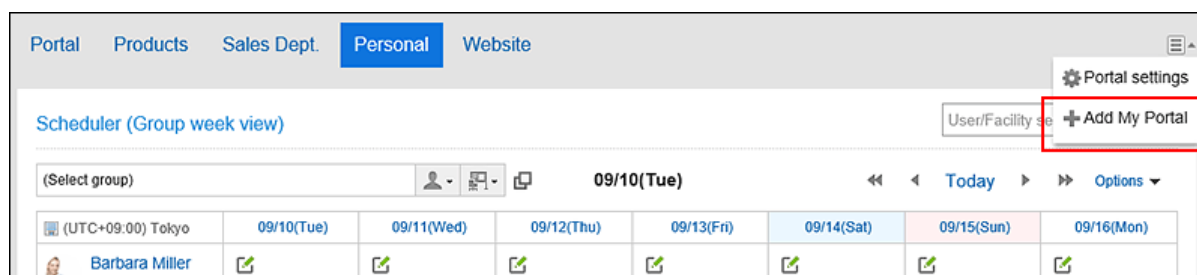 Portal Products Sales Dept. Personal Website
Portal settings
Add My Portal
Scheduler (Group week view)
User/Facility se
(Select group) 09/10(Tue) Today Options
(UTC+09:00) Tokyo 09/10(Tue) 09/11(Wed) 09/12(Thu) 09/13(Fri) 09/14(Sat) 09/15(Sun) 09/16(Mon)
Barbara Miller